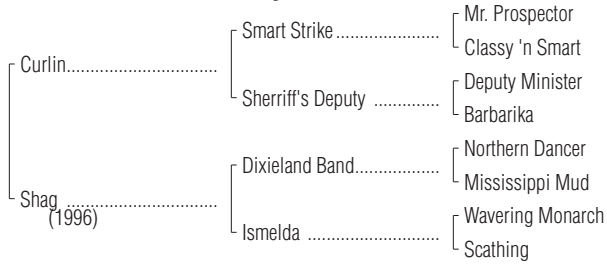 Mr. Prospector
Smart Strike...................
Classy 'n Smart
Curlin................................
Deputy Minister
Sherriff's Deputy ..............
Barbarika
Northern Dancer
Dixieland Band..................
Mississippi Mud
Shag ................................
(1996)
Wavering Monarch
Ismelda ............................
Scathing